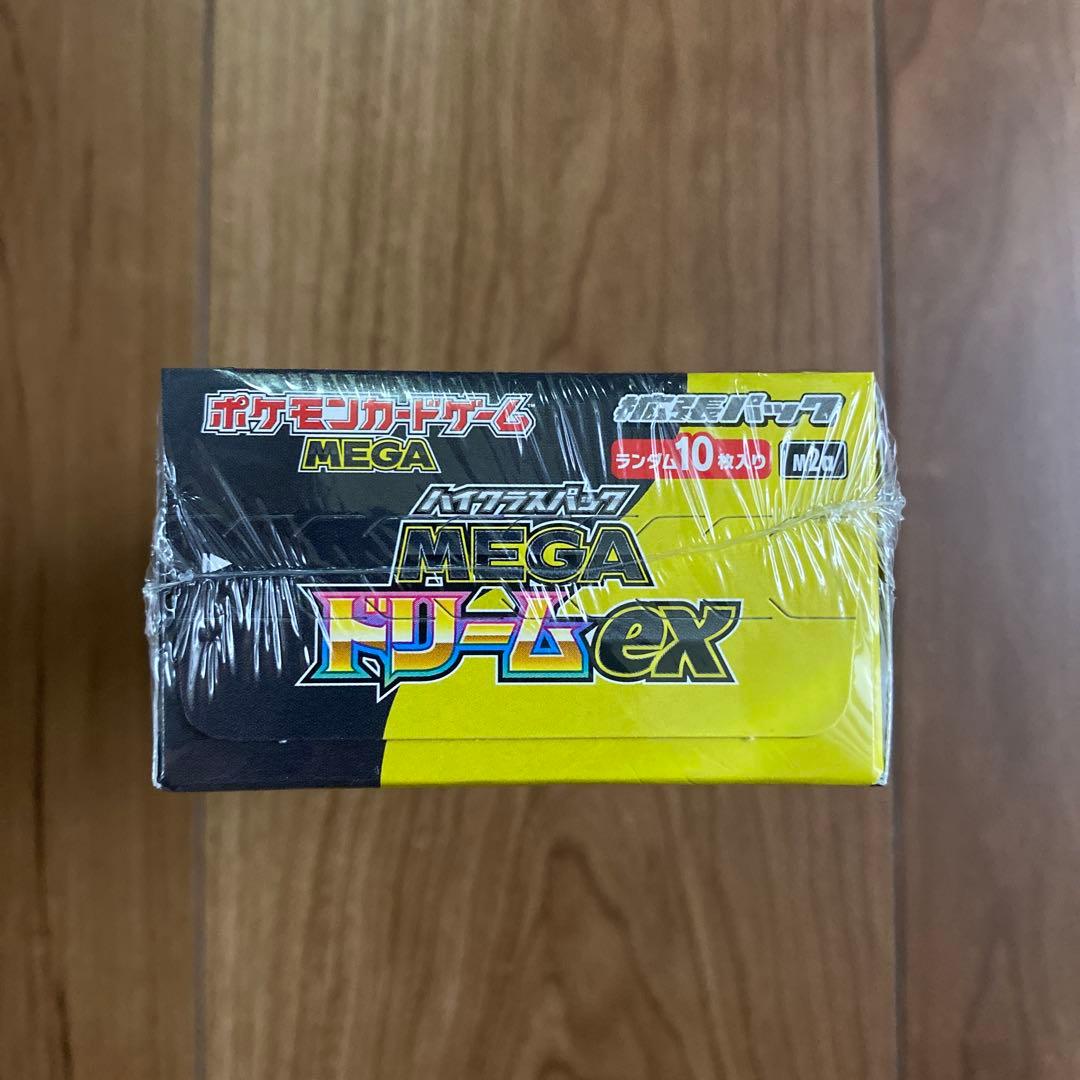 ポケモンカードゲーム
MEGA
拡張パック
ランダム10枚入り M2a
ハイクラスパック
MEGA
ドリームex